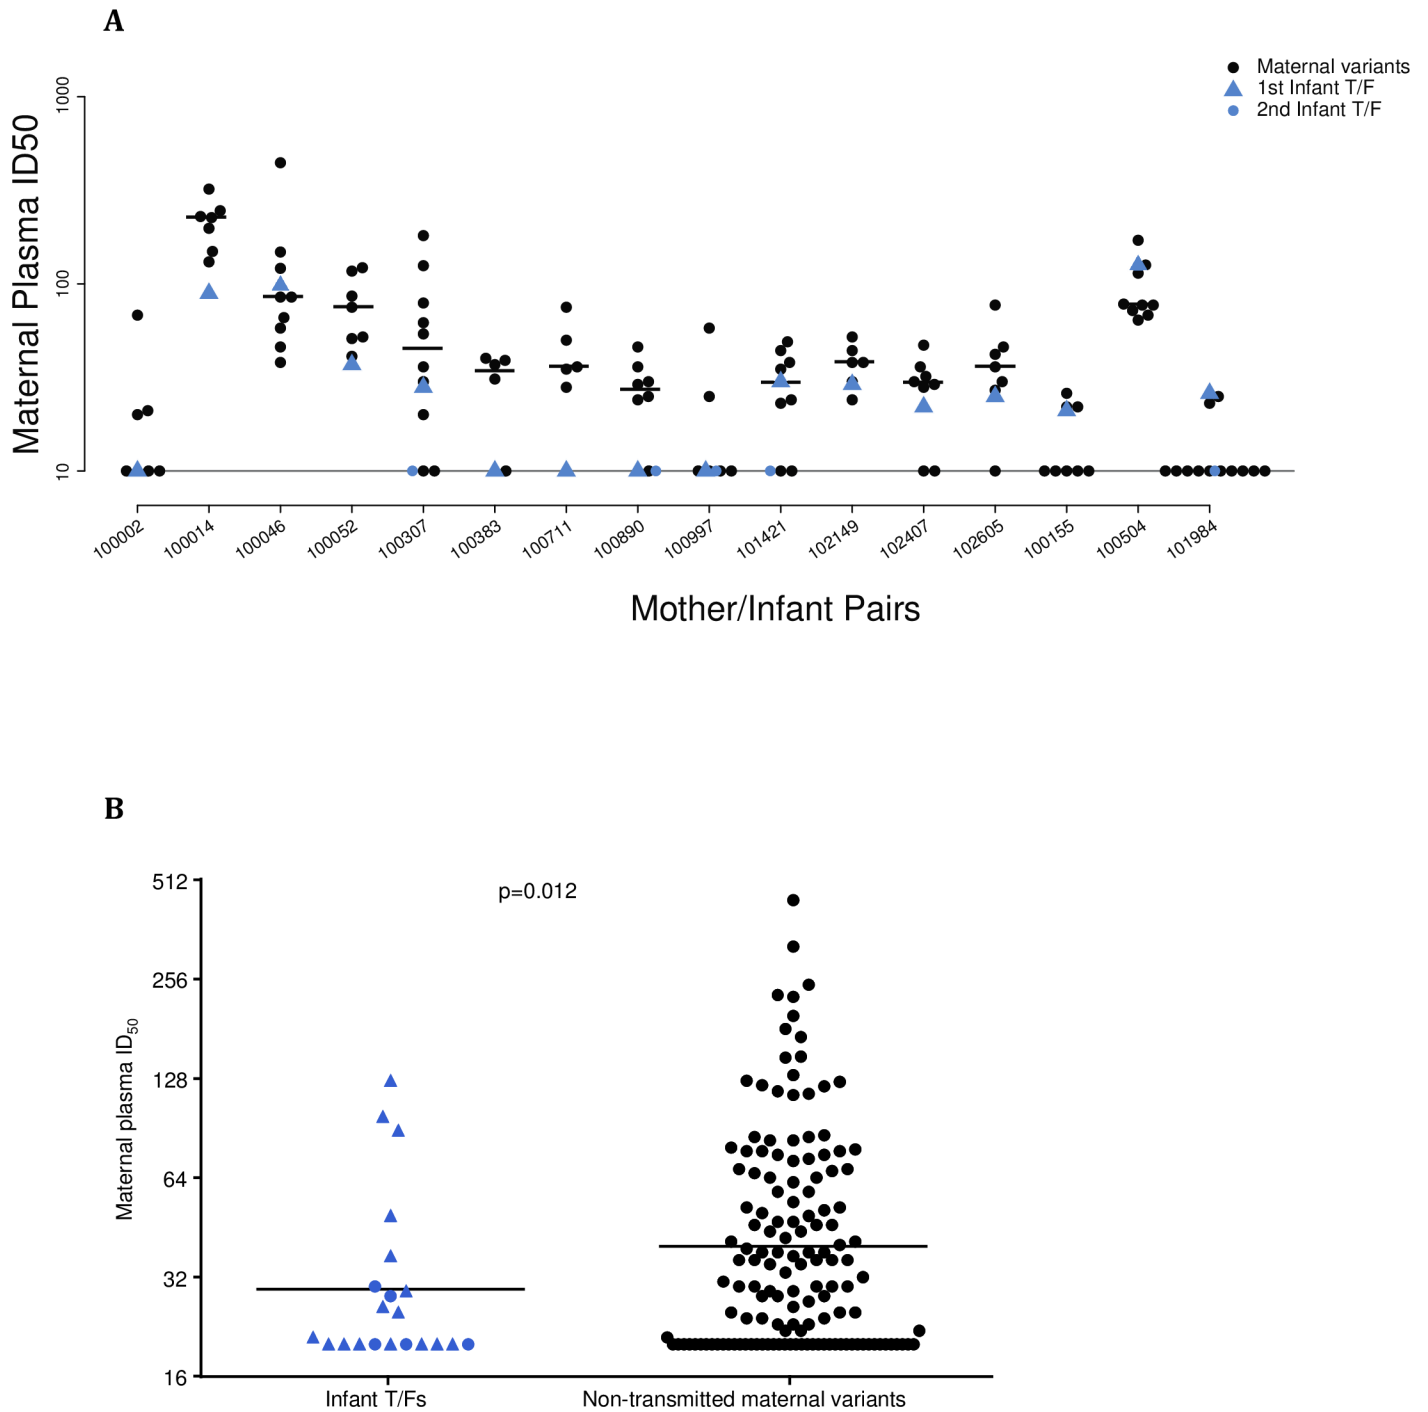 A
Maternal variants
1st Infant T/F
2nd Infant T/F
Maternal Plasma ID50
1000
100
10
100002
100014
100046
100052
100307
100383
100711
100890
100997
101421
102149
102407
102605
100155
100504
101984
Mother/Infant Pairs
B
p=0.012
Maternal plasma ID50
512
256
128
64
32
16
Infant T/Fs
Non-transmitted maternal variants